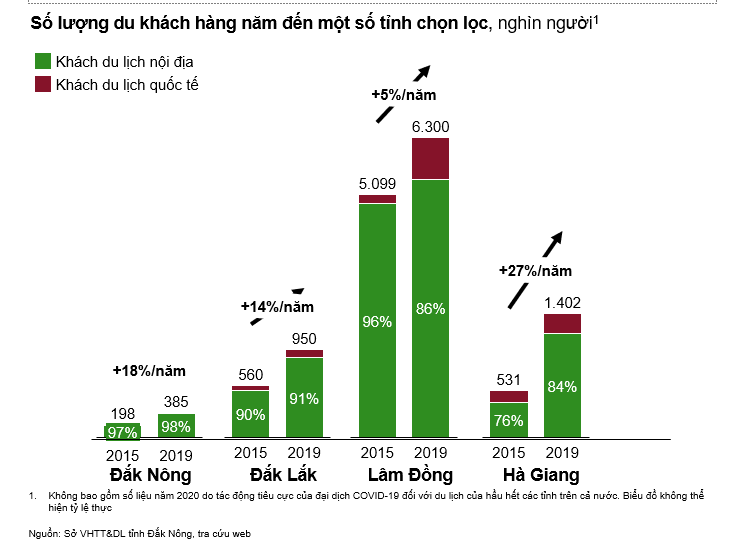 Số lượng du khách hàng năm đến một số tỉnh chọn lọc, nghìn người¹
Khách du lịch nội địa
Khách du lịch quốc tế
+18%/năm
198
385
97%
98%
2015 2019
Đắk Nông
+14%/năm
560
950
90%
91%
2015 2019
Đắk Lắk
+5%/năm
5.099
6.300
96%
86%
2015 2019
Lâm Đồng
+27%/năm
531
1.402
76%
84%
2015 2019
Hà Giang
1. Không bao gồm số liệu năm 2020 do tác động tiêu cực của đại dịch COVID-19 đối với du lịch của hầu hết các tỉnh trên cả nước. Biểu đồ không thể
hiện tỷ lệ thực
Nguồn: Sở VHTT&DL tỉnh Đắk Nông, tra cứu web